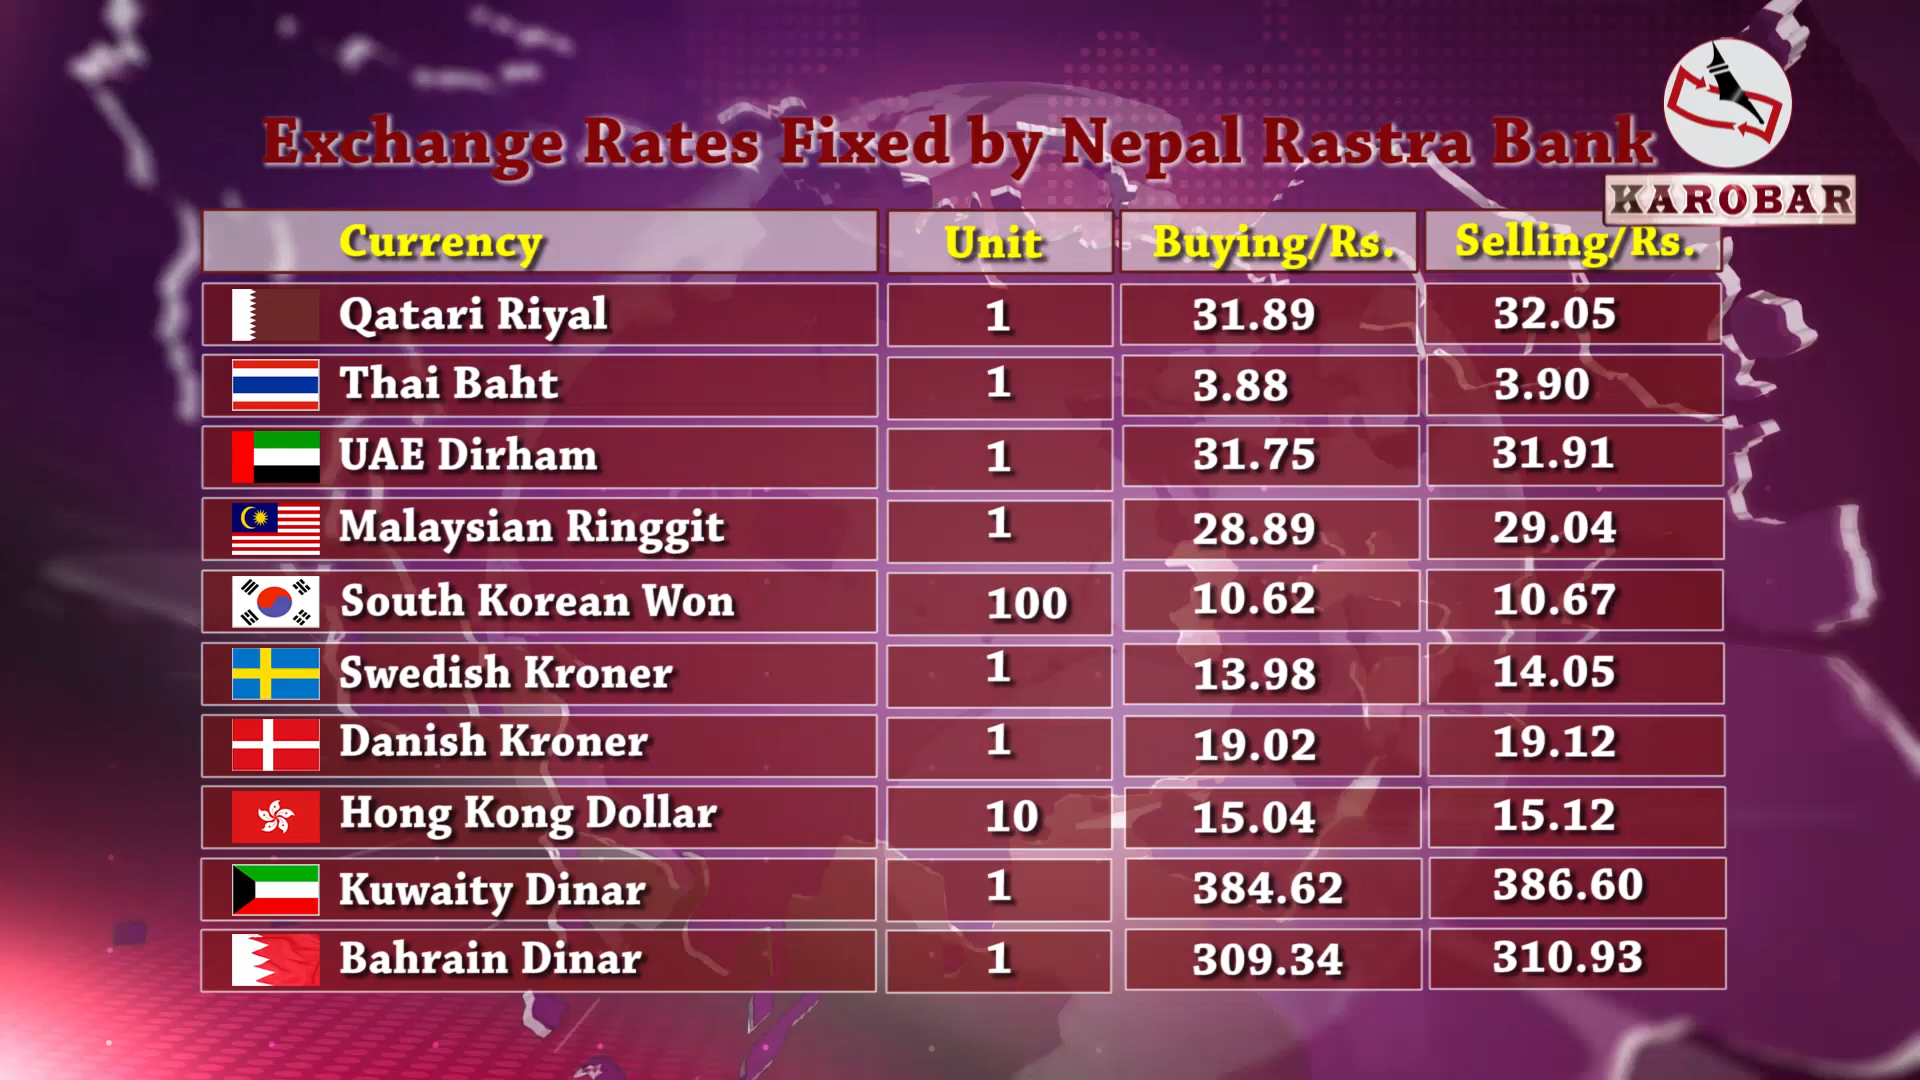 Exchange Rates Fixed by Nepal Rastra Bank
KAROBAR
Currency Unit Buying/Rs. Selling/Rs.
Qatari Riyal 1 31.89 32.05
Thai Baht 1 3.88 3.90
UAE Dirham 1 31.75 31.91
Malaysian Ringgit 1 28.89 29.04
South Korean Won 100 10.62 10.67
Swedish Kroner 1 13.98 14.05
Danish Kroner 1 19.02 19.12
Hong Kong Dollar 10 15.04 15.12
Kuwaity Dinar 1 384.62 386.60
Bahrain Dinar 1 309.34 310.93